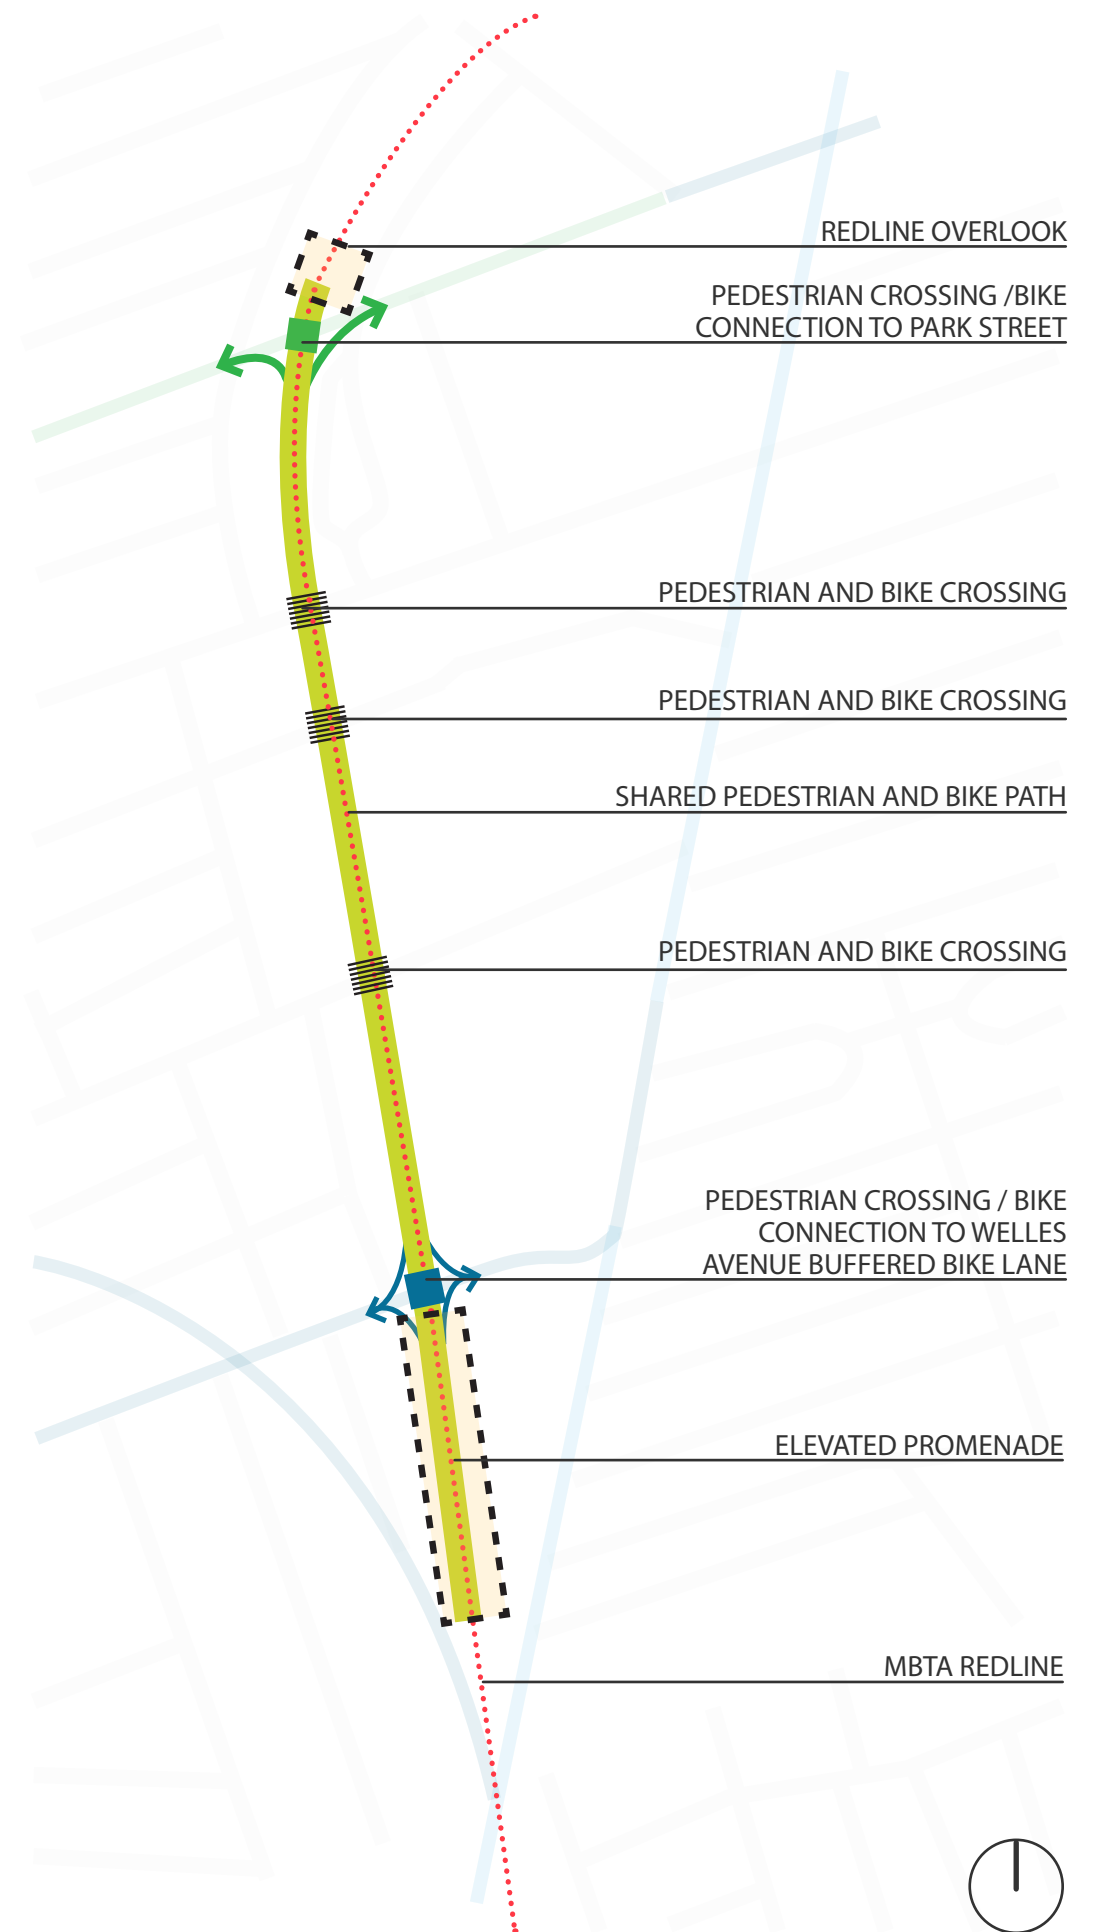 REDLINE OVERLOOK
PEDESTRIAN CROSSING /BIKE
CONNECTION TO PARK STREET
PEDESTRIAN AND BIKE CROSSING
PEDESTRIAN AND BIKE CROSSING
SHARED PEDESTRIAN AND BIKE PATH
PEDESTRIAN AND BIKE CROSSING
PEDESTRIAN CROSSING / BIKE
CONNECTION TO WELLES
AVENUE BUFFERED BIKE LANE
ELEVATED PROMENADE
MBTA REDLINE